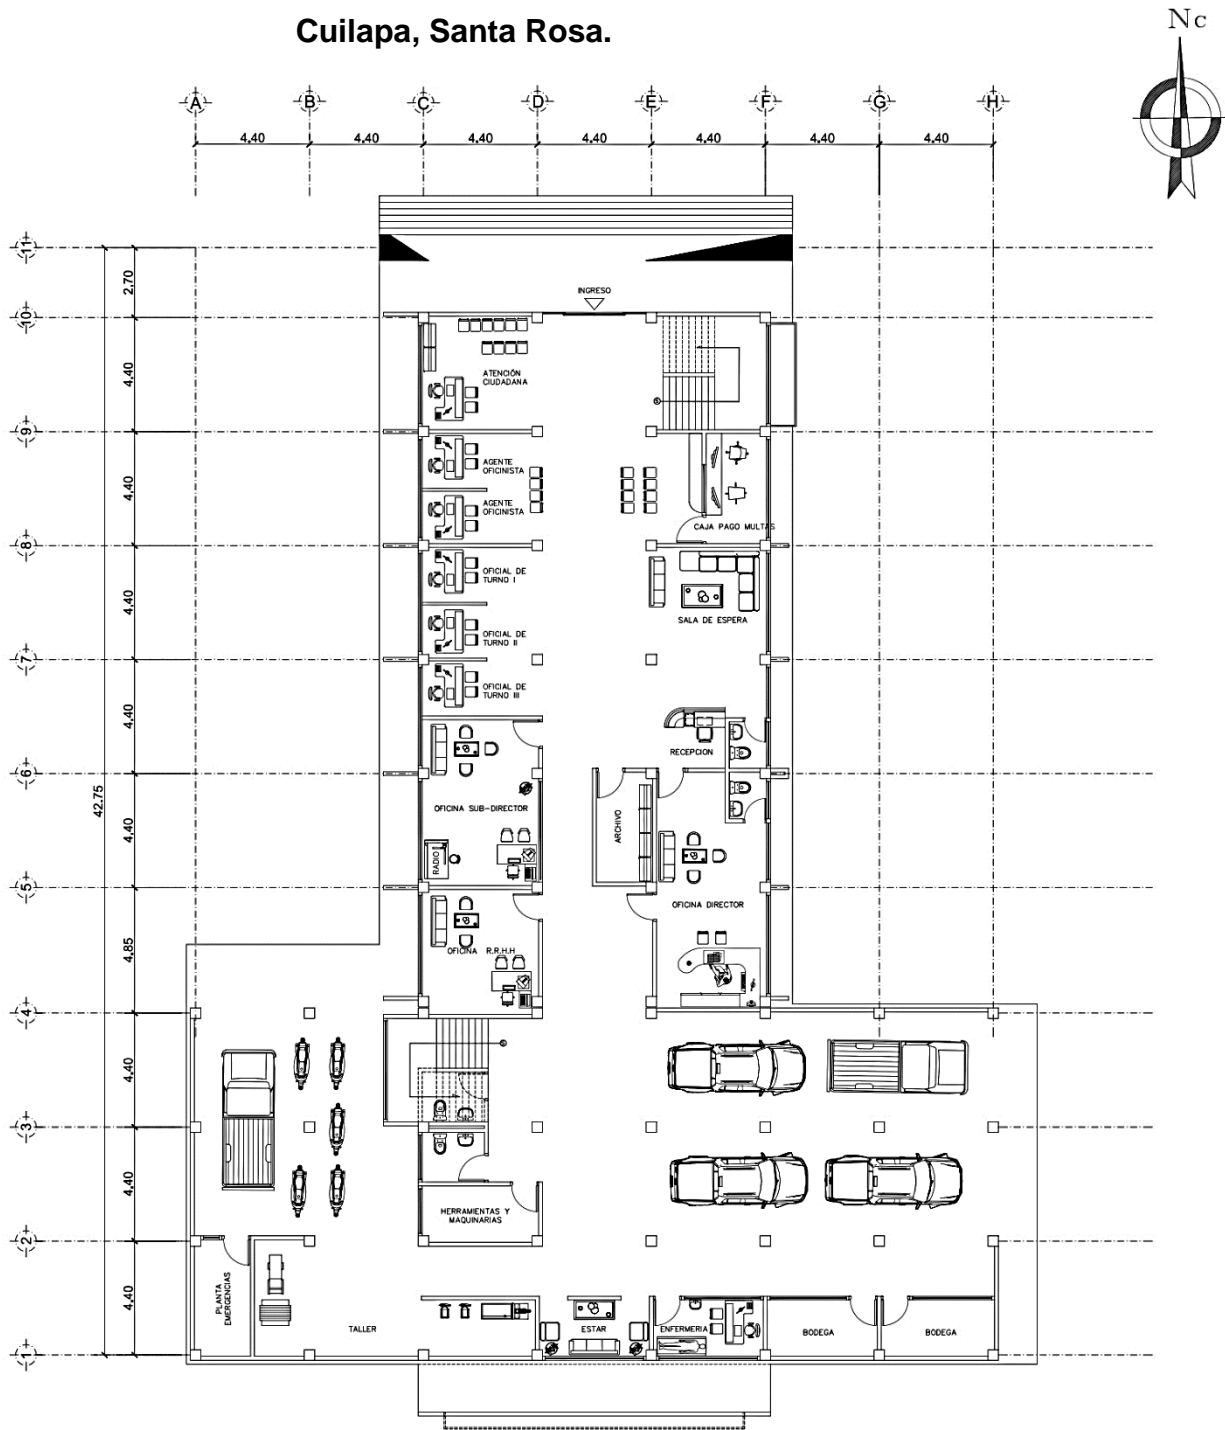 Cuilapa, Santa Rosa.
Nc
A B C D E F G H
4.40 4.40 4.40 4.40 4.40 4.40 4.40
11
2.70
INGRESO
10
4.40
ATENCIÓN
CIUDADANA
9
4.40
AGENTE
OFICINISTA
AGENTE
OFICINISTA
CAJA PAGO MULTAS
8
4.40
OFICIAL DE
TURNO I
SALA DE ESPERA
OFICIAL DE
TURNO II
7
4.40
OFICIAL DE
TURNO III
RECEPCION
6
42.75
4.40
OFICINA SUB-DIRECTOR
ARCHIVO
RADIO
5
4.85
OFICINA DIRECTOR
OFICINA R.R.H.H
4
4.40
3
4.40
HERRAMIENTAS Y
MAQUINARIAS
2
4.40
PLANTA
EMERGENCIAS
TALLER
ESTAR
ENFERMERIA
BODEGA
BODEGA
1